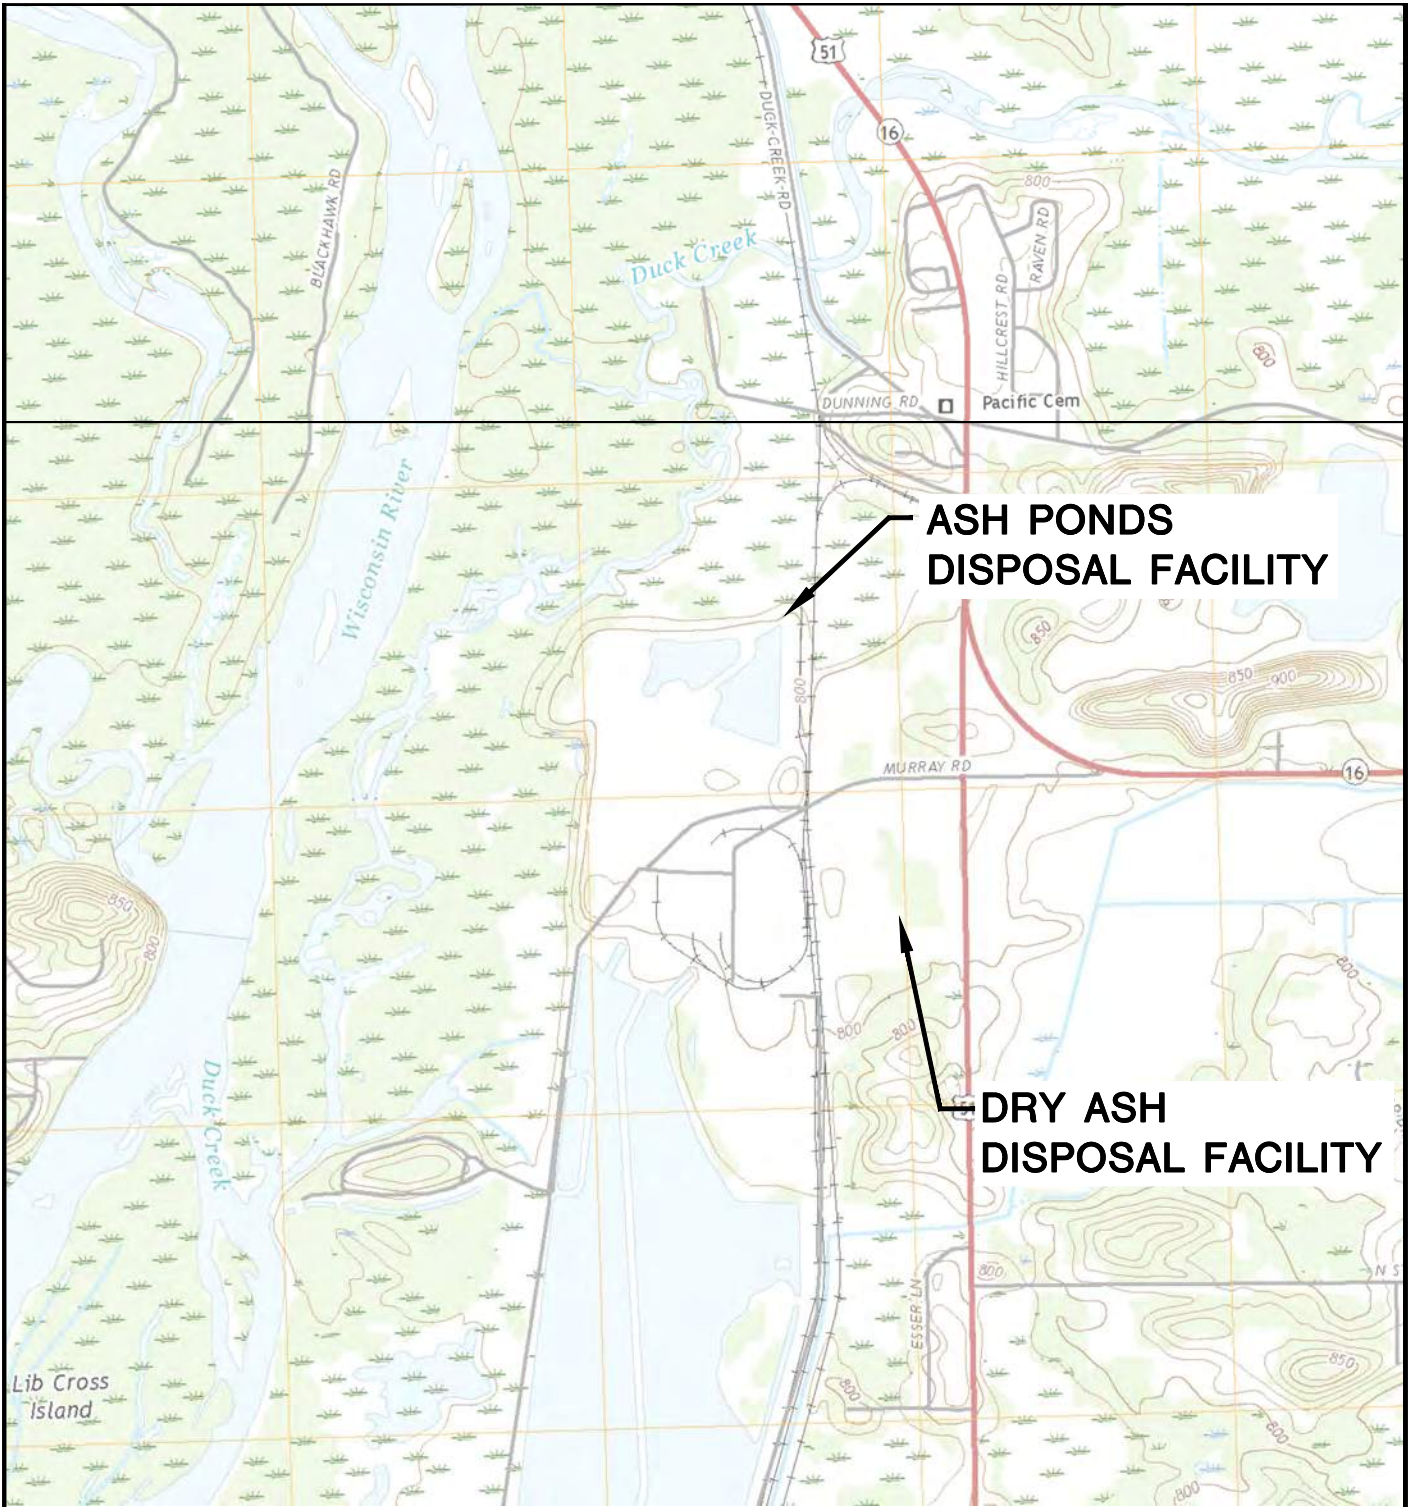 51
DUCK-CREEK-RD
16
BLACKHAWK RD
800
RAVEN RD
Duck Creek
HILLCREST RD
800
DUNNING RD
Pacific Cem
Wisconsin River
ASH PONDS
DISPOSAL FACILITY
850
850
900
800
MURRAY RD
16
850
800
800
800
800
Duck Creek
DRY ASH
DISPOSAL FACILITY
800
N S
ESSER LN
850
Lib Cross
Island
800
800
800